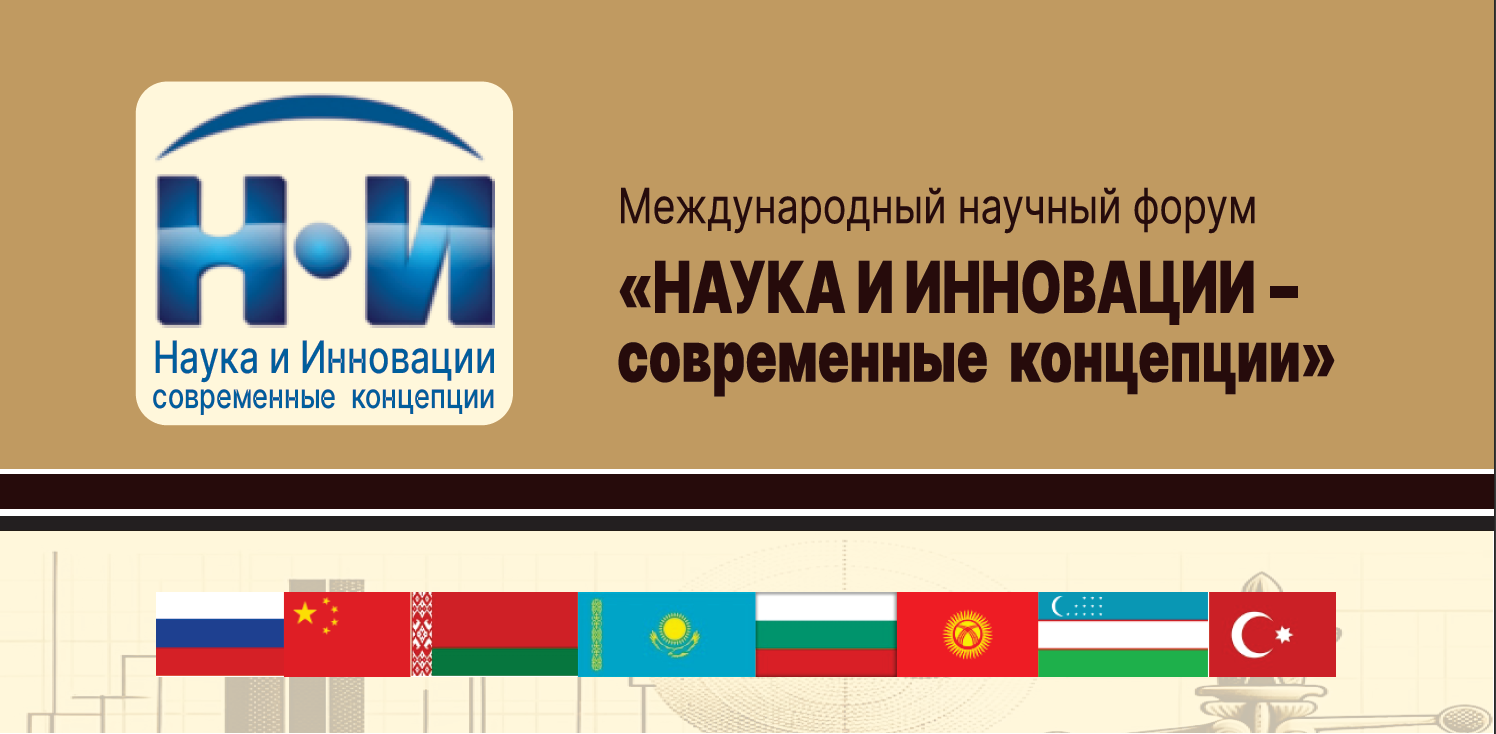 Н·И
Наука и Инновации
современные концепции
Международный научный форум
«НАУКА И ИННОВАЦИИ –
современные концепции»